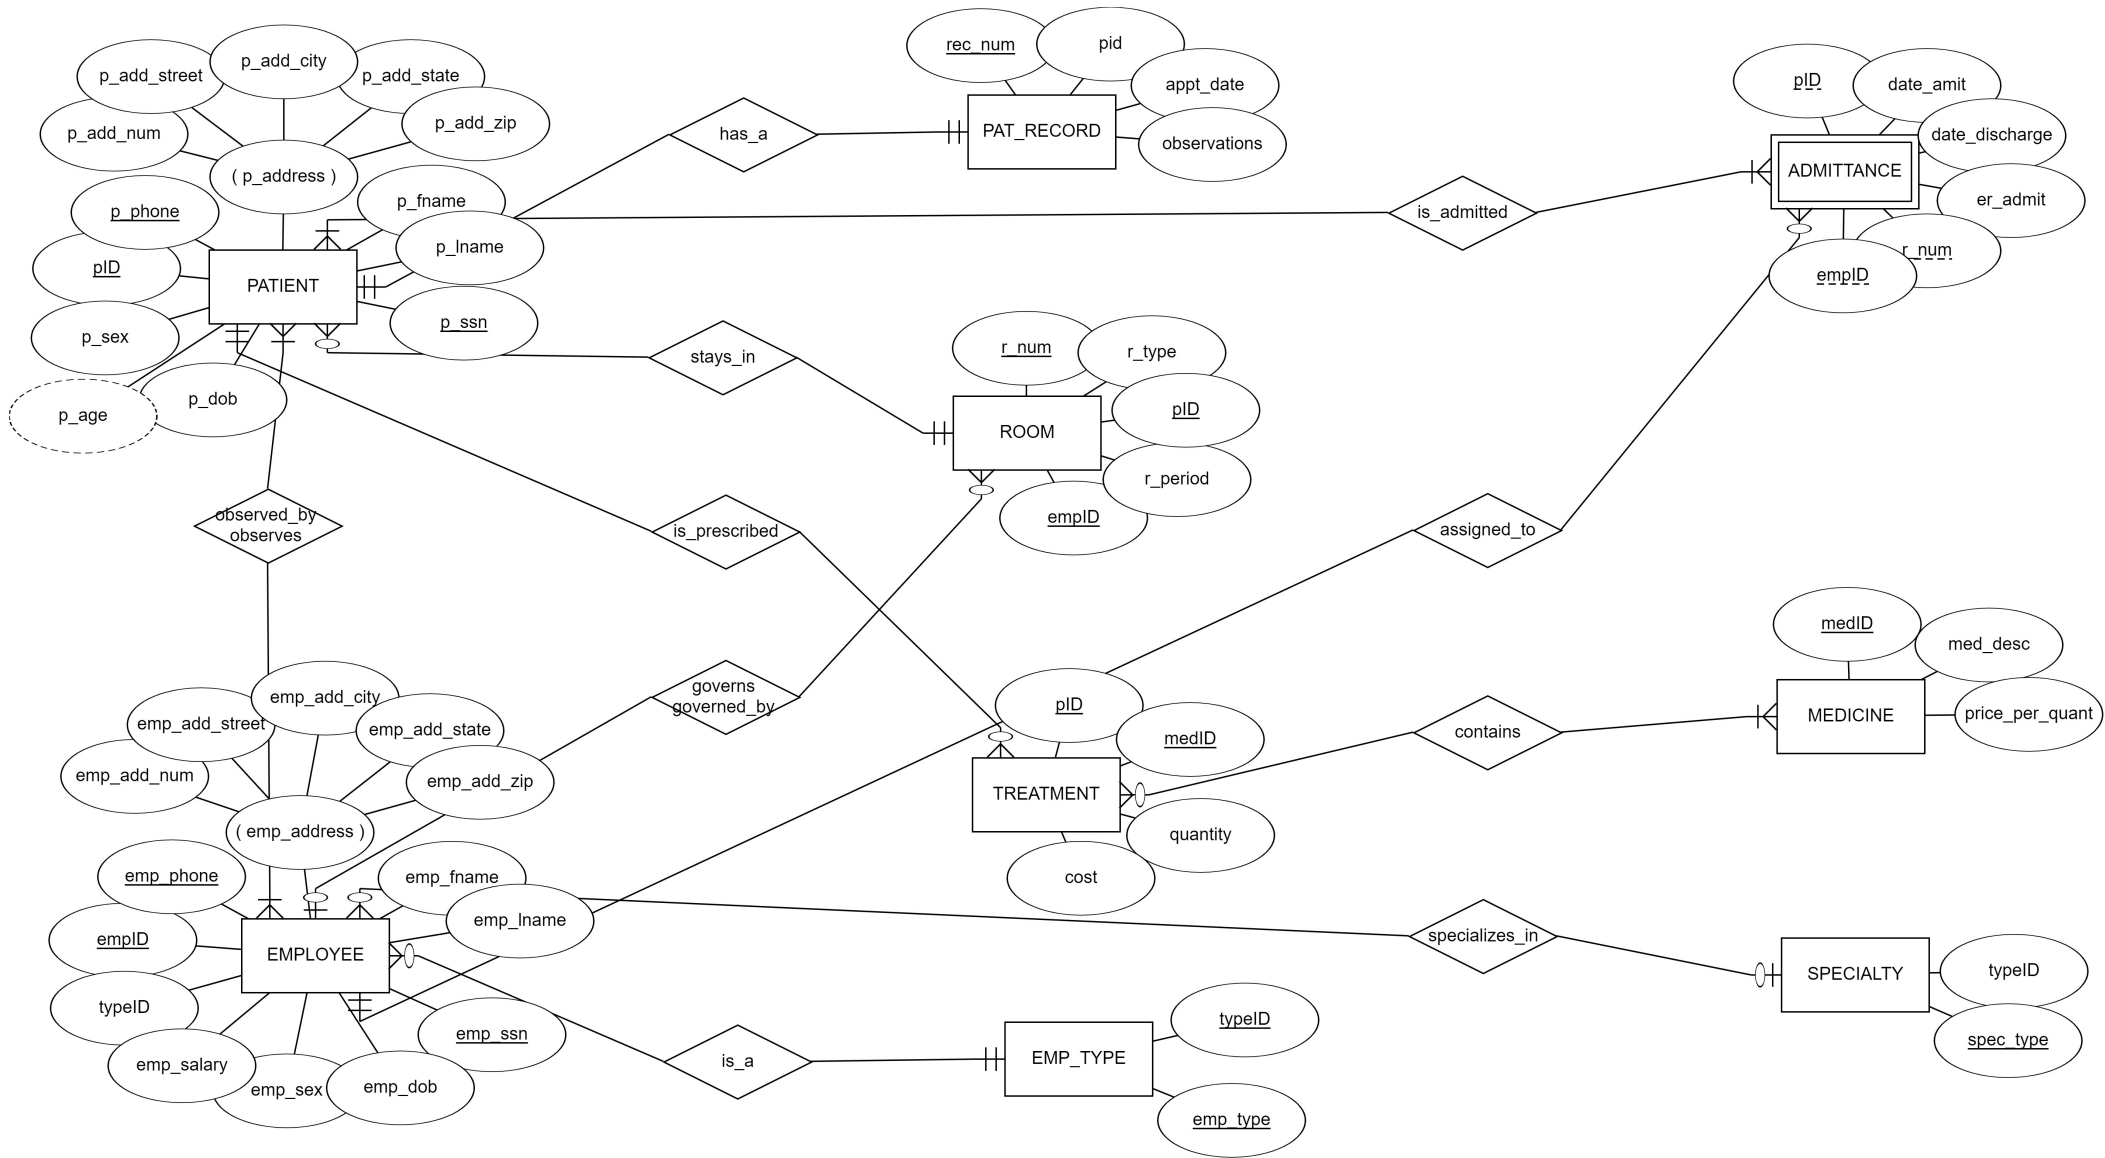 p_add_street
p_add_city
p_add_state
p_add_num
p_add_zip
( p_address )
p_phone
p_fname
pID
p_lname
PATIENT
p_sex
p_ssn
p_age
p_dob
has_a
rec_num
pid
appt_date
PAT_RECORD
observations
is_admitted
pID
date_amit
date_discharge
ADMITTANCE
er_admit
r_num
empID
stays_in
r_num
r_type
pID
ROOM
r_period
empID
observed_by
observes
is_prescribed
assigned_to
governs
governed_by
pID
medID
TREATMENT
quantity
cost
contains
medID
med_desc
MEDICINE
price_per_quant
emp_add_city
emp_add_street
emp_add_state
emp_add_num
emp_add_zip
( emp_address )
emp_phone
emp_fname
empID
emp_lname
EMPLOYEE
typeID
emp_ssn
emp_salary
emp_sex
emp_dob
specializes_in
SPECIALTY
typeID
spec_type
is_a
EMP_TYPE
typeID
emp_type